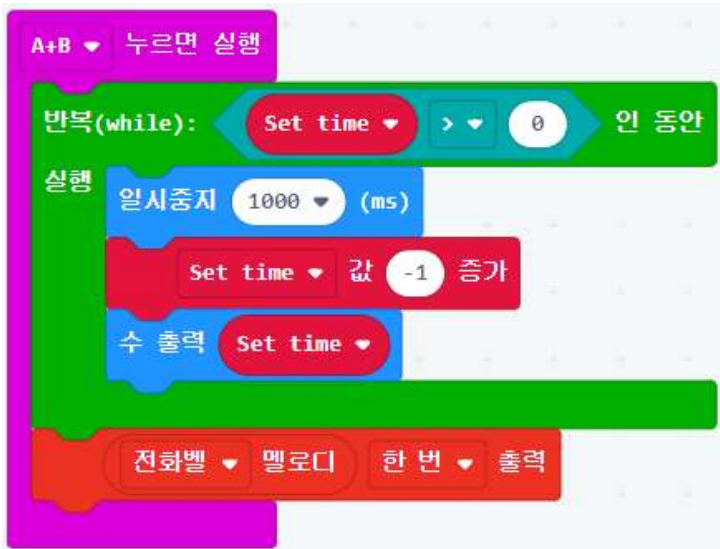 A+B 누르면 실행
반복(while): Set time > 0 인 동안
실행
일시중지 1000 (ms)
Set time 값 -1 증가
수 출력 Set time
전화벨 멜로디 한 번 출력